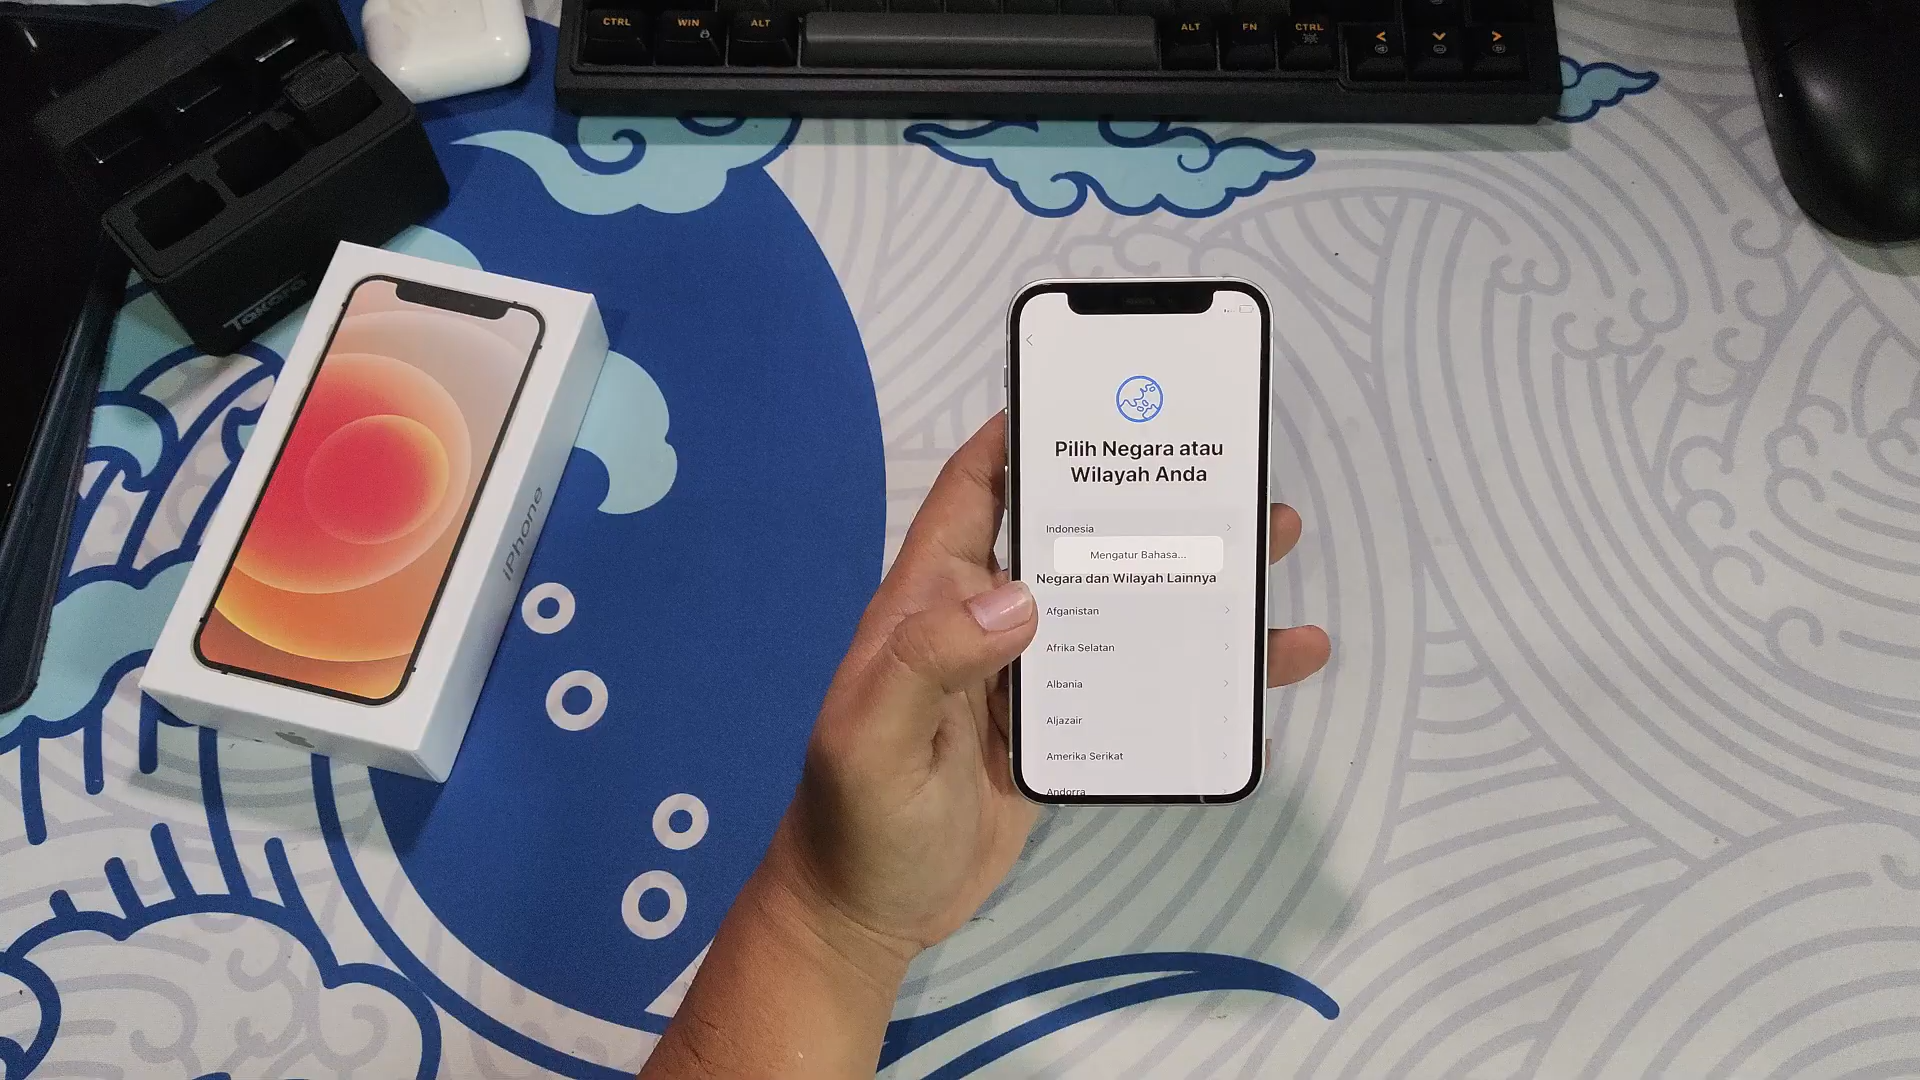 CTRL
WIN
ALT
ALT
FN
CTRL
Takara
iPhone
Pilih Negara atau
Wilayah Anda
Indonesia
Mengatur Bahasa...
Negara dan Wilayah Lainnya
Afganistan
Afrika Selatan
Albania
Aljazair
Amerika Serikat
Andorra